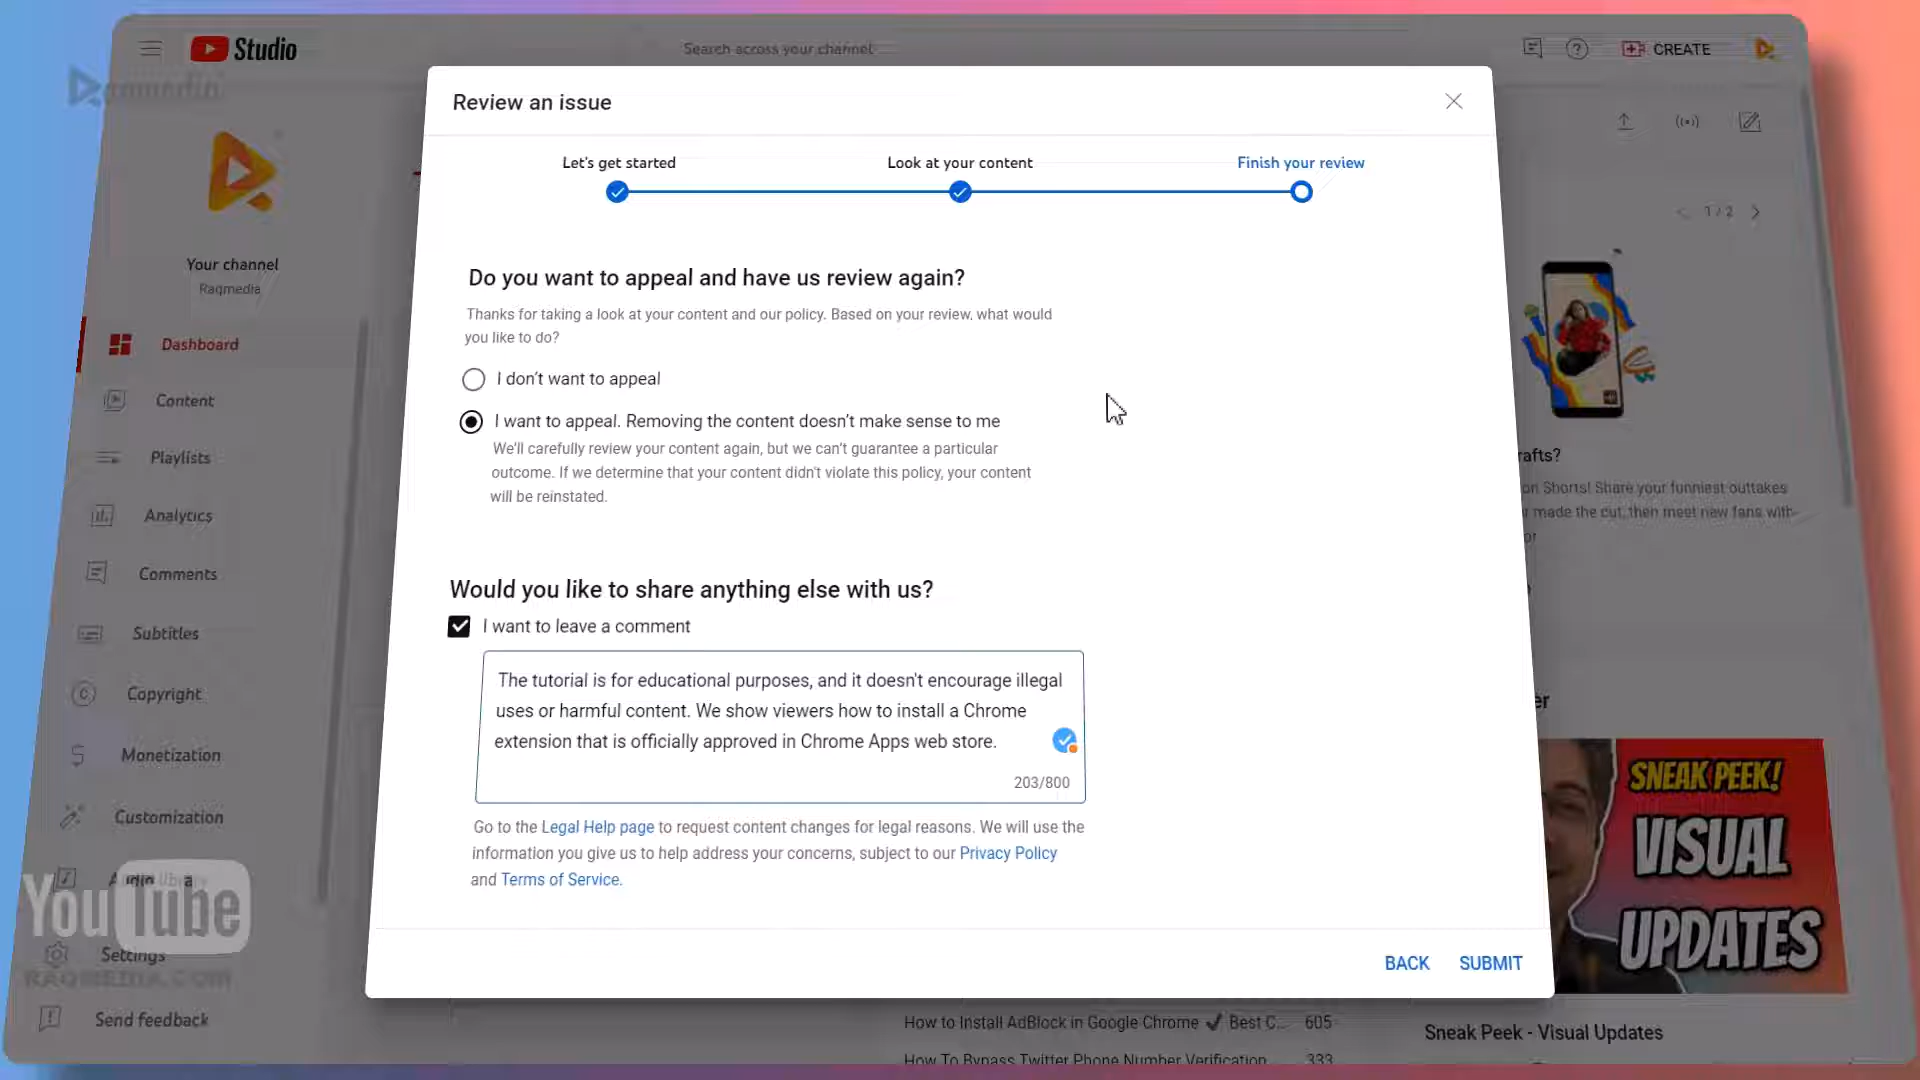 Studio
Search across your channel
CREATE
Raqmedia
Review an issue
Let's get started
Look at your content
Finish your review
Your channel
Raqmedia
Dashboard
Content
Playlists
Analytics
Comments
Subtitles
Copyright
Monetization
Customization
Audio library
Settings
Send feedback
YouTube
RAQMEDIA.COM
Do you want to appeal and have us review again?
Thanks for taking a look at your content and our policy. Based on your review, what would
you like to do?
I don't want to appeal
I want to appeal. Removing the content doesn't make sense to me
We'll carefully review your content again, but we can't guarantee a particular
outcome. If we determine that your content didn't violate this policy, your content
will be reinstated.
Would you like to share anything else with us?
I want to leave a comment
The tutorial is for educational purposes, and it doesn't encourage illegal
uses or harmful content. We show viewers how to install a Chrome
extension that is officially approved in Chrome Apps web store.
203/800
Go to the Legal Help page to request content changes for legal reasons. We will use the
information you give us to help address your concerns, subject to our Privacy Policy
and Terms of Service.
BACK
SUBMIT
1 / 2
rafts?
on Shorts! Share your funniest outtakes
made the cut, then meet new fans with
or
er
SNEAK PEEK!
VISUAL
UPDATES
Sneak Peek - Visual Updates
How to Install AdBlock in Google Chrome ✔ Best C... 605
How To Bypass Twitter Phone Number Verification 333